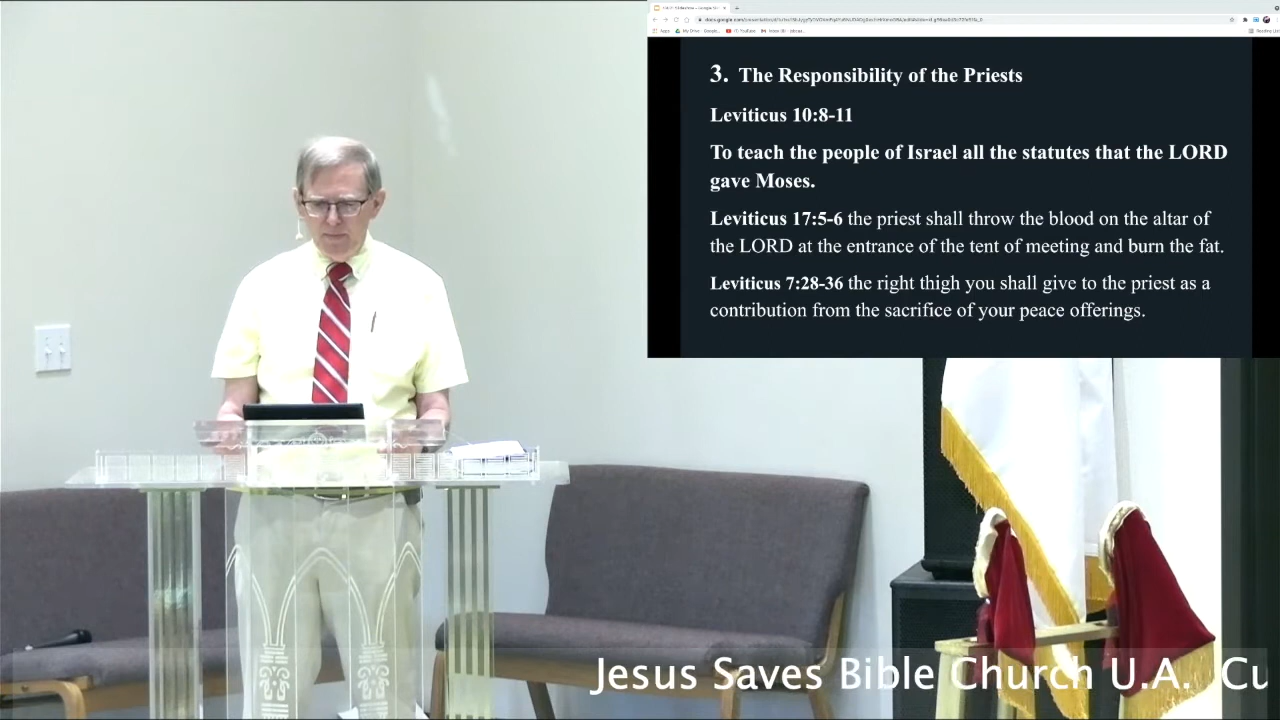 3. The Responsibility of the Priests
Leviticus 10:8-11
To teach the people of Israel all the statutes that the LORD
gave Moses.
Leviticus 17:5-6 the priest shall throw the blood on the altar of
the LORD at the entrance of the tent of meeting and burn the fat.
Leviticus 7:28-36 the right thigh you shall give to the priest as a
contribution from the sacrifice of your peace offerings.
Jesus Saves Bible Church U.A. Cu